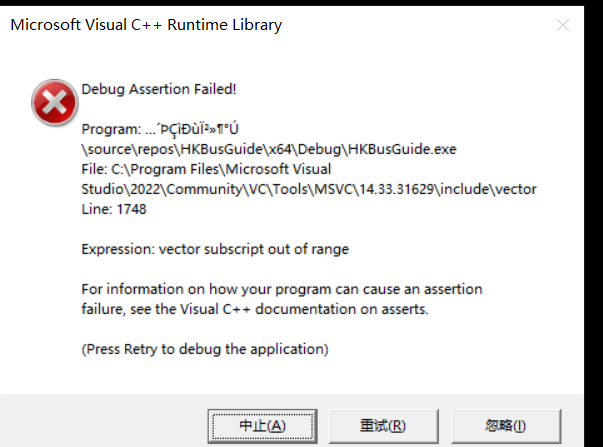 Microsoft Visual C++ Runtime Library
Debug Assertion Failed!
Program: ...´ÞÇìÐùÏ²»¶°Ú
\source\repos\HKBusGuide\x64\Debug\HKBusGuide.exe
File: C:\Program Files\Microsoft Visual
Studio\2022\Community\VC\Tools\MSVC\14.33.31629\include\vector
Line: 1748
Expression: vector subscript out of range
For information on how your program can cause an assertion
failure, see the Visual C++ documentation on asserts.
(Press Retry to debug the application)
中止(A)
重试(R)
忽略(I)